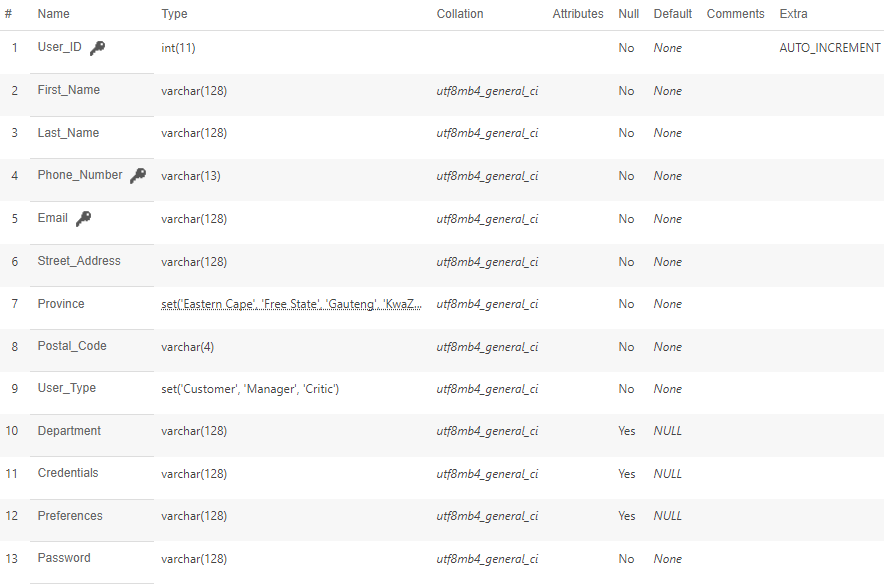 # Name Type Collation Attributes Null Default Comments Extra
1 User_ID int(11) No None AUTO_INCREMENT
2 First_Name varchar(128) utf8mb4_general_ci No None
3 Last_Name varchar(128) utf8mb4_general_ci No None
4 Phone_Number varchar(13) utf8mb4_general_ci No None
5 Email varchar(128) utf8mb4_general_ci No None
6 Street_Address varchar(128) utf8mb4_general_ci No None
7 Province set('Eastern Cape', 'Free State', 'Gauteng', 'KwaZ... utf8mb4_general_ci No None
8 Postal_Code varchar(4) utf8mb4_general_ci No None
9 User_Type set('Customer', 'Manager', 'Critic') utf8mb4_general_ci No None
10 Department varchar(128) utf8mb4_general_ci Yes NULL
11 Credentials varchar(128) utf8mb4_general_ci Yes NULL
12 Preferences varchar(128) utf8mb4_general_ci Yes NULL
13 Password varchar(128) utf8mb4_general_ci No None